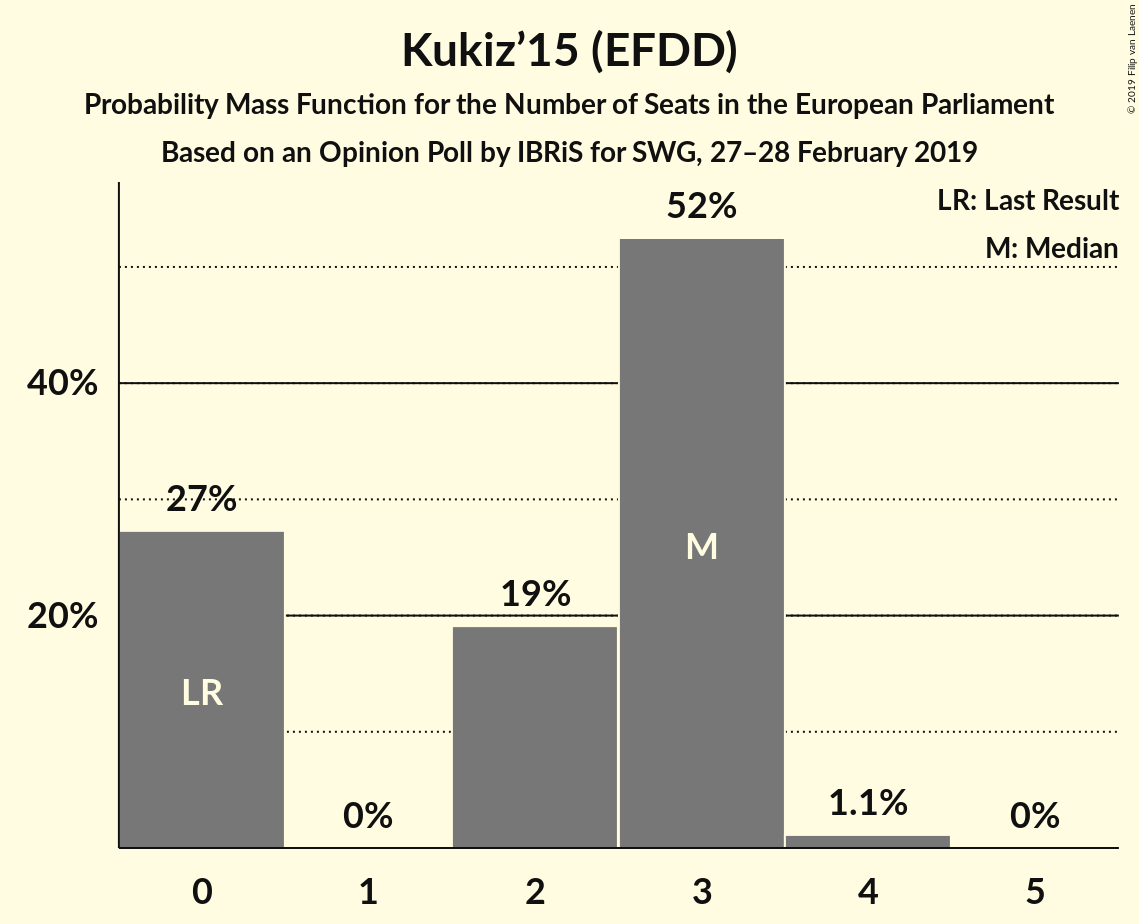 Kukiz’15 (EFDD)
Probability Mass Function for the Number of Seats in the European Parliament
Based on an Opinion Poll by IBRiS for SWG, 27–28 February 2019
© 2019 Filip van Laenen
LR: Last Result
M: Median
52%
40%
27%
M
20%
19%
LR
0%
1.1%
0%
0 1 2 3 4 5